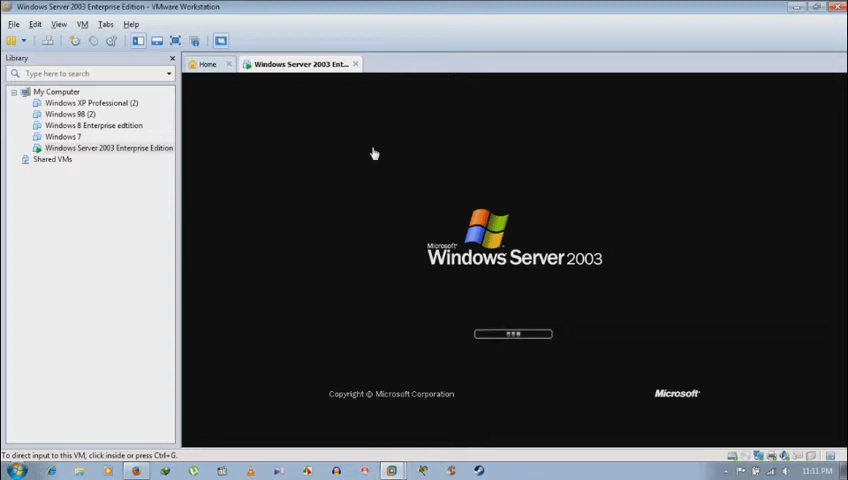 Windows Server 2003 Enterprise Edition - VMware Workstation
File Edit View VM Tabs Help
Library
Type here to search
Home
Windows Server 2003 Ent...
My Computer
Windows XP Professional (2)
Windows 98 (2)
Windows 8 Enterprise edtition
Windows 7
Windows Server 2003 Enterprise Edition
Shared VMs
Microsoft
Windows Server 2003
Copyright © Microsoft Corporation
Microsoft
To direct input to this VM, click inside or press Ctrl+G.
11:11 PM